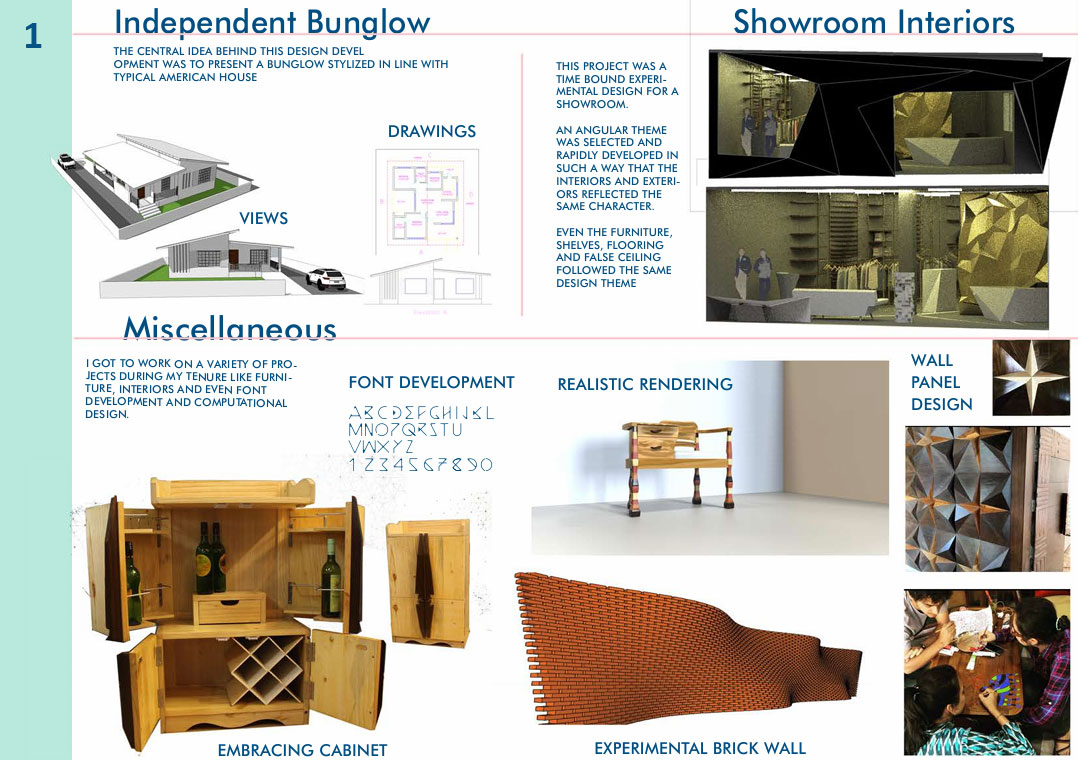 1
Independent Bunglow
THE CENTRAL IDEA BEHIND THIS DESIGN DEVEL
OPMENT WAS TO PRESENT A BUNGLOW STYLIZED IN LINE WITH
TYPICAL AMERICAN HOUSE
DRAWINGS
VIEWS
Showroom Interiors
THIS PROJECT WAS A
TIME BOUND EXPERI-
MENTAL DESIGN FOR A
SHOWROOM.
AN ANGULAR THEME
WAS SELECTED AND
RAPIDLY DEVELOPED IN
SUCH A WAY THAT THE
INTERIORS AND EXTERI-
ORS REFLECTED THE
SAME CHARACTER.
EVEN THE FURNITURE,
SHELVES, FLOORING
AND FALSE CEILING
FOLLOWED THE SAME
DESIGN THEME
Miscellaneous
I GOT TO WORK ON A VARIETY OF PRO-
JECTS DURING MY TENURE LIKE FURNI-
TURE, INTERIORS AND EVEN FONT
DEVELOPMENT AND COMPUTATIONAL
DESIGN.
FONT DEVELOPMENT
ABCDEFGHIJKL
MNOPQRSTU
VWXYZ
1234567890
REALISTIC RENDERING
WALL
PANEL
DESIGN
EMBRACING CABINET
EXPERIMENTAL BRICK WALL